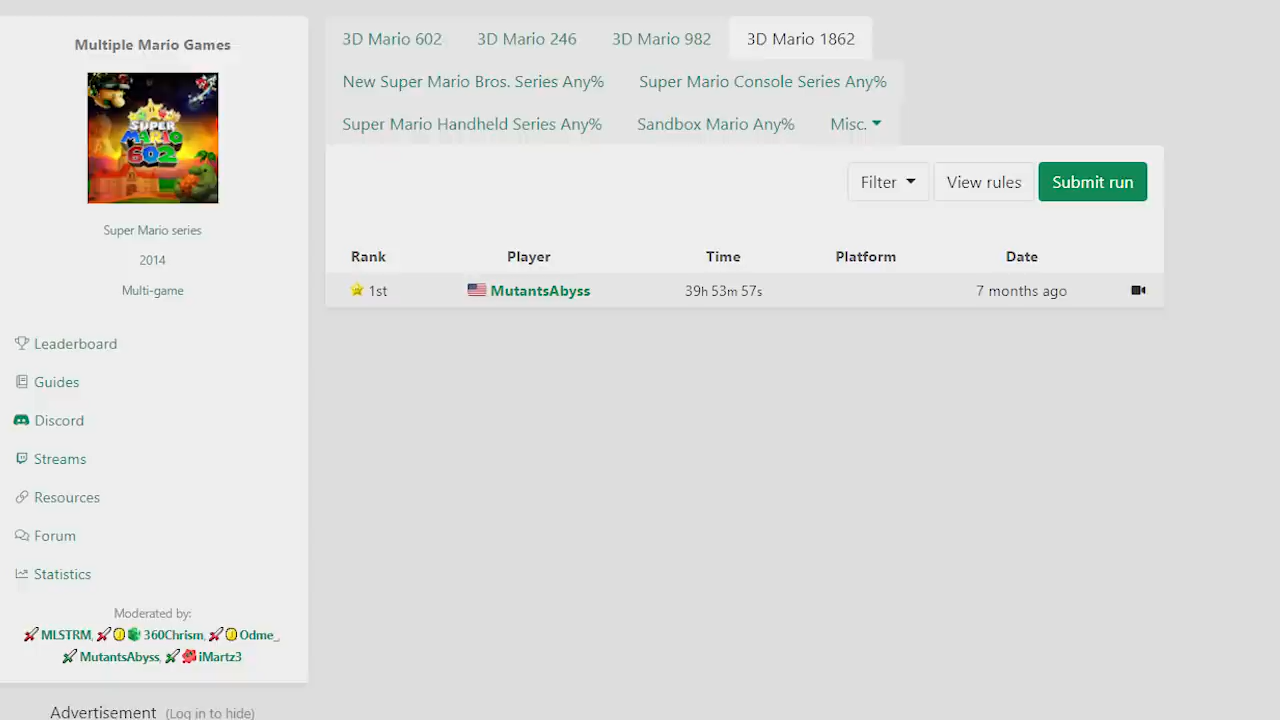 Multiple Mario Games
SUPER
MARIO
602
Super Mario series
2014
Multi-game
Leaderboard
Guides
Discord
Streams
Resources
Forum
Statistics
Moderated by:
MLSTRM, 360Chrism, Odme_,
MutantsAbyss, iMartz3
Advertisement (Log in to hide)
3D Mario 602 3D Mario 246 3D Mario 982 3D Mario 1862
New Super Mario Bros. Series Any% Super Mario Console Series Any%
Super Mario Handheld Series Any% Sandbox Mario Any% Misc.
Filter View rules Submit run
Rank Player Time Platform Date
1st MutantsAbyss 39h 53m 57s 7 months ago